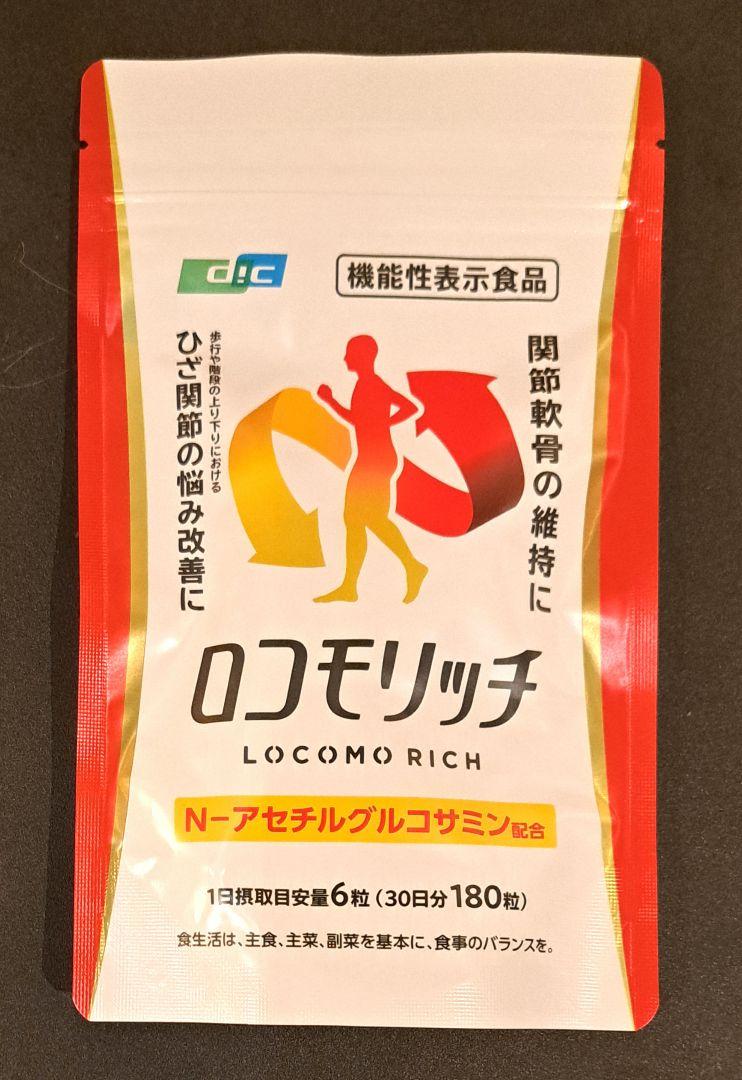 dic
機能性表示食品
関節軟骨の維持に
歩行や階段の上り下りにおける
ひざ関節の悩み改善に
ロコモリッチ
LOCOMO RICH
N-アセチルグルコサミン配合
1日摂取目安量6粒(30日分180粒)
食生活は、主食、主菜、副菜を基本に、食事のバランスを。